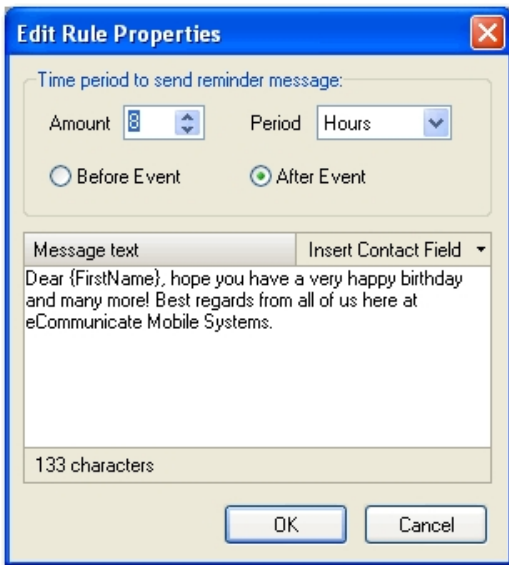 Edit Rule Properties
Time period to send reminder message:
Amount 8 Period Hours
Before Event After Event
Message text Insert Contact Field
Dear {FirstName}, hope you have a very happy birthday
and many more! Best regards from all of us here at
eCommunicate Mobile Systems.
133 characters
OK Cancel